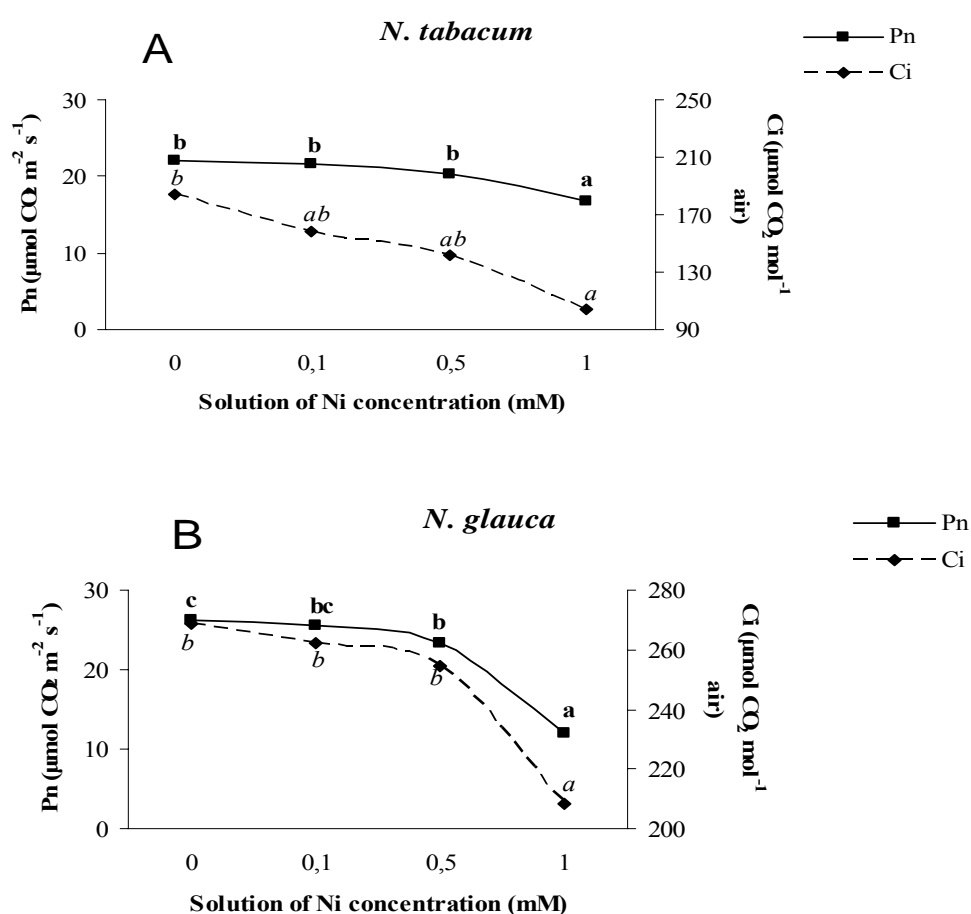 A
N. tabacum
Pn
Ci
30
20
10
0
Pn (µmol CO₂ m⁻² s⁻¹)
250
210
170
130
90
Ci (µmol CO₂ mol⁻¹
air)
b
b
b
a
b
ab
ab
a
0 0,1 0,5 1
Solution of Ni concentration (mM)
B
N. glauca
Pn
Ci
30
20
10
0
Pn (µmol CO₂ m⁻² s⁻¹)
280
260
240
220
200
Ci (µmol CO₂ mol⁻¹
air)
c
bc
b
a
b
b
b
a
0 0,1 0,5 1
Solution of Ni concentration (mM)